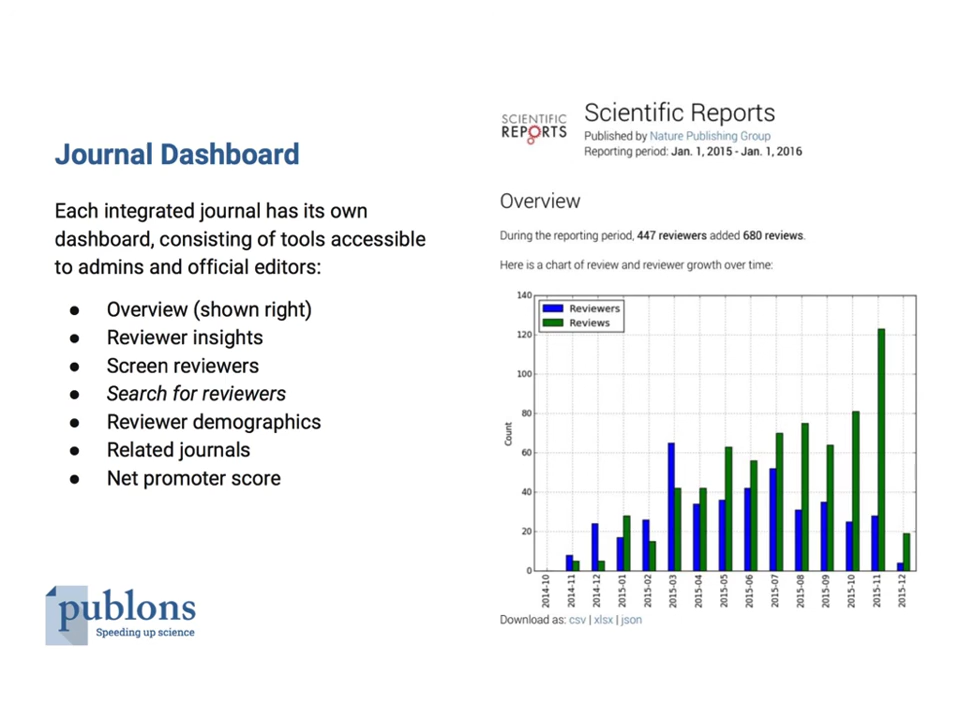 Journal Dashboard
Each integrated journal has its own
dashboard, consisting of tools accessible
to admins and official editors:
● Overview (shown right)
● Reviewer insights
● Screen reviewers
● Search for reviewers
● Reviewer demographics
● Related journals
● Net promoter score
publons
Speeding up science
SCIENTIFIC
REPORTS
Scientific Reports
Published by Nature Publishing Group
Reporting period: Jan. 1, 2015 - Jan. 1, 2016
Overview
During the reporting period, 447 reviewers added 680 reviews.
Here is a chart of review and reviewer growth over time:
Reviewers
Reviews
Count
140
120
100
80
60
40
20
0
2014-10
2014-11
2014-12
2015-01
2015-02
2015-03
2015-04
2015-05
2015-06
2015-07
2015-08
2015-09
2015-10
2015-11
2015-12
Download as: csv | xlsx | json